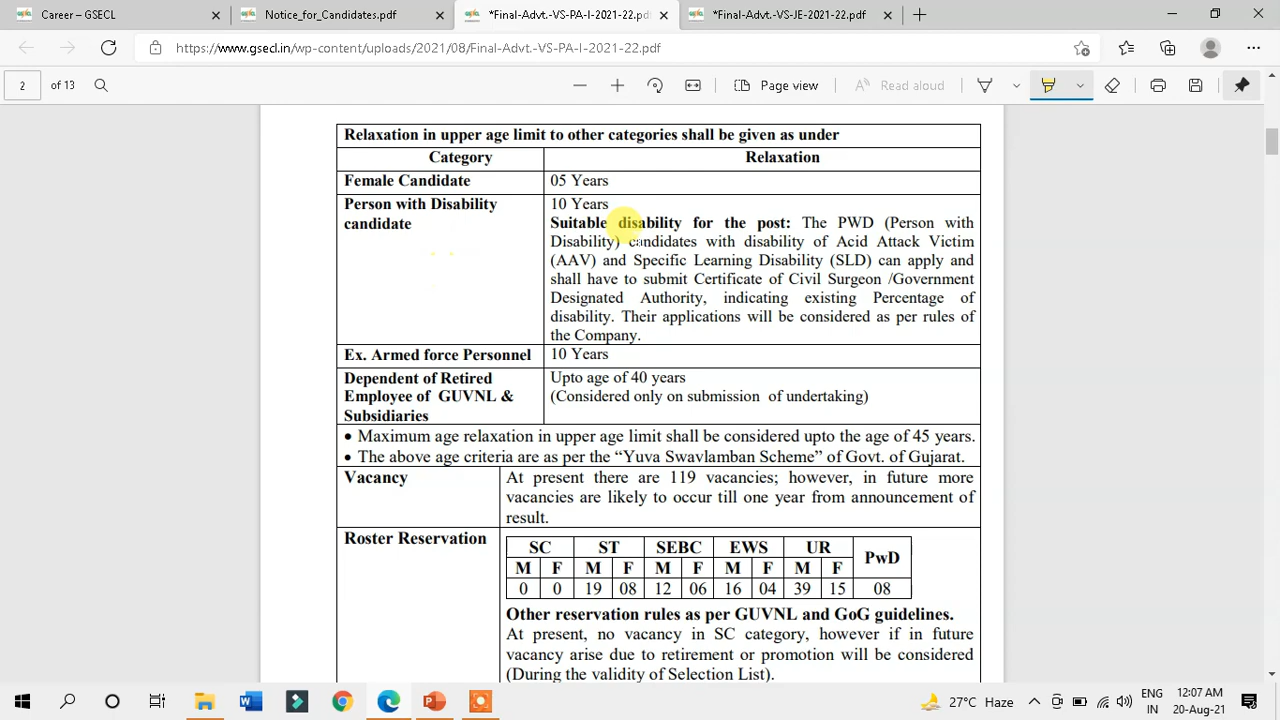 Career – GSECL
Notice_for_Candidates.pdf
*Final-Advt.-VS-PA-I-2021-22.pdf
*Final-Advt.-VS-JE-2021-22.pdf
https://www.gsecl.in/wp-content/uploads/2021/08/Final-Advt.-VS-PA-I-2021-22.pdf
2 of 13
Page view
Read aloud
Relaxation in upper age limit to other categories shall be given as under
Category Relaxation
Female Candidate 05 Years
Person with Disability candidate 10 Years
Suitable disability for the post: The PWD (Person with
Disability) candidates with disability of Acid Attack Victim
(AAV) and Specific Learning Disability (SLD) can apply and
shall have to submit Certificate of Civil Surgeon /Government
Designated Authority, indicating existing Percentage of
disability. Their applications will be considered as per rules of
the Company.
Ex. Armed force Personnel 10 Years
Dependent of Retired
Employee of GUVNL &
Subsidiaries
Upto age of 40 years
(Considered only on submission of undertaking)
• Maximum age relaxation in upper age limit shall be considered upto the age of 45 years.
• The above age criteria are as per the “Yuva Swavlamban Scheme” of Govt. of Gujarat.
Vacancy
At present there are 119 vacancies; however, in future more
vacancies are likely to occur till one year from announcement of
result.
Roster Reservation
SC ST SEBC EWS UR PwD
M F M F M F M F M F
0 0 19 08 12 06 16 04 39 15 08
Other reservation rules as per GUVNL and GoG guidelines.
At present, no vacancy in SC category, however if in future
vacancy arise due to retirement or promotion will be considered
(During the validity of Selection List).
27°C Haze
ENG
IN
12:07 AM
20-Aug-21